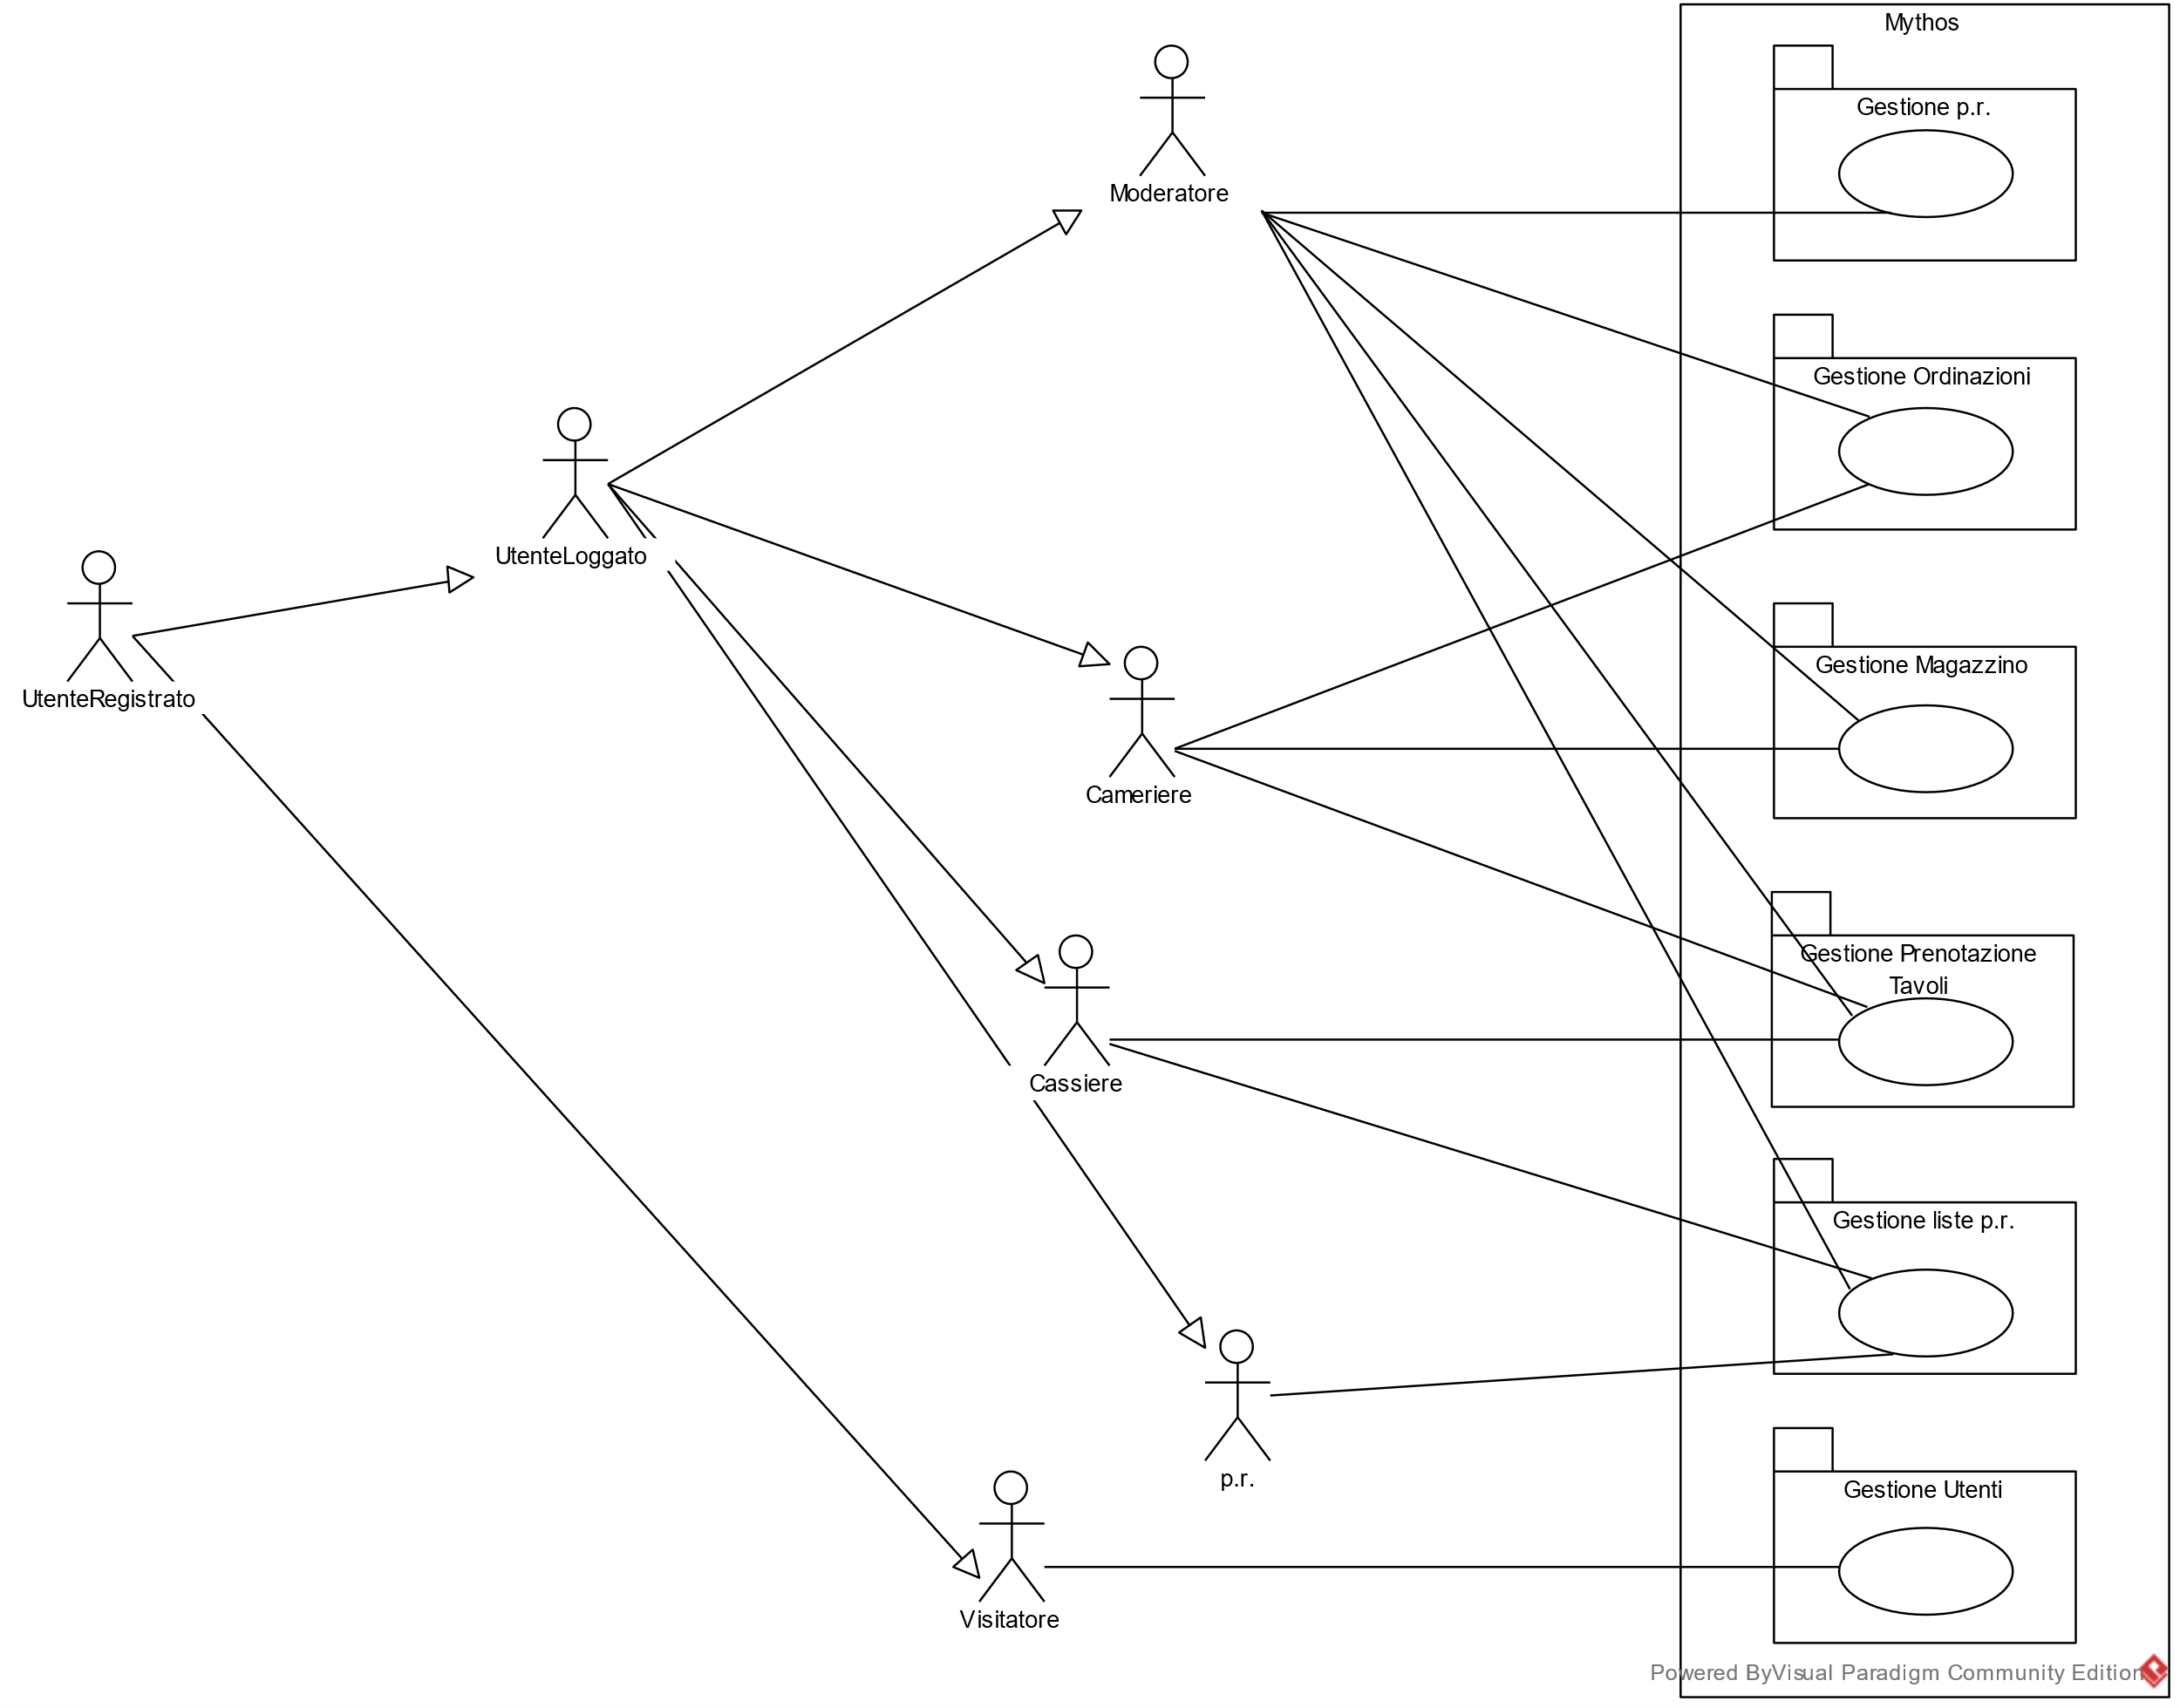 Mythos
Moderatore
Gestione p.r.
Gestione Ordinazioni
UtenteLoggato
UtenteRegistrato
Gestione Magazzino
Cameriere
Gestione Prenotazione
Tavoli
Cassiere
Gestione liste p.r.
p.r.
Gestione Utenti
Visitatore
Powered ByVisual Paradigm Community Edition